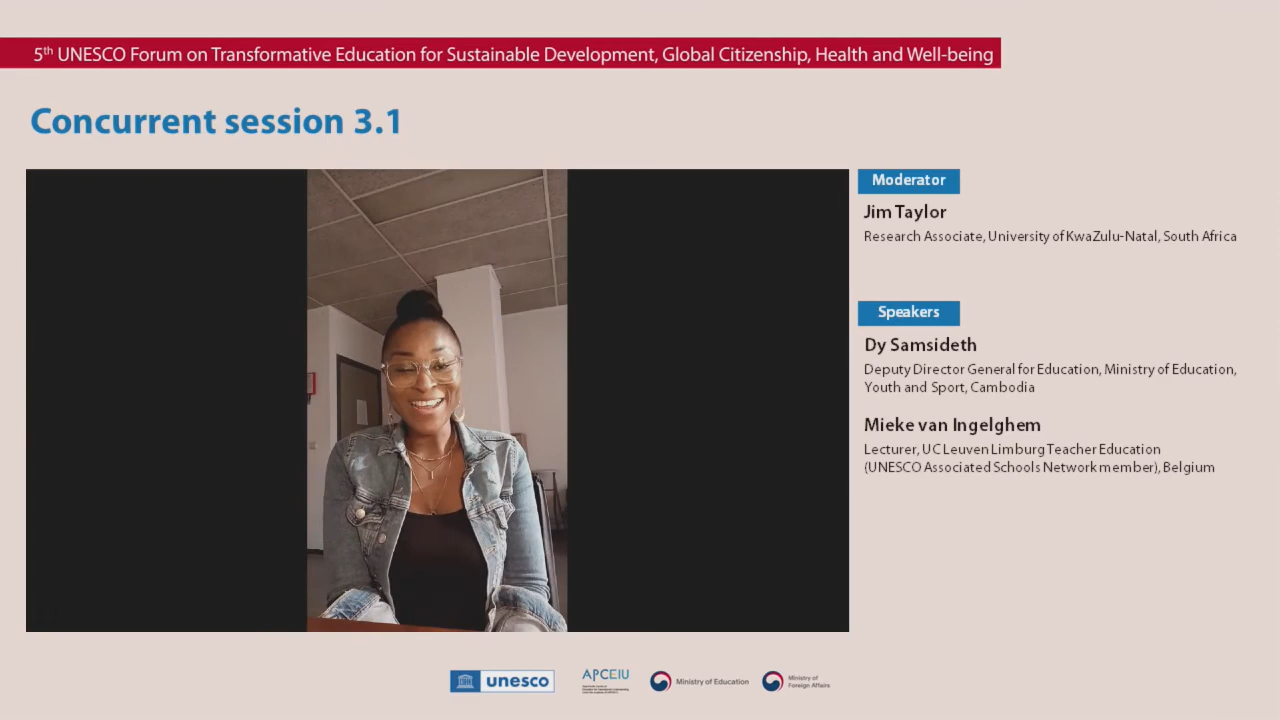 5th UNESCO Forum on Transformative Education for Sustainable Development, Global Citizenship, Health and Well-being
Concurrent session 3.1
Moderator
Jim Taylor
Research Associate, University of KwaZulu-Natal, South Africa
Speakers
Dy Samsideth
Deputy Director General for Education, Ministry of Education,
Youth and Sport, Cambodia
Mieke van Ingelghem
Lecturer, UC Leuven Limburg Teacher Education
(UNESCO Associated Schools Network member), Belgium
unesco
APCEIU
Ministry of Education
Ministry of
Foreign Affairs